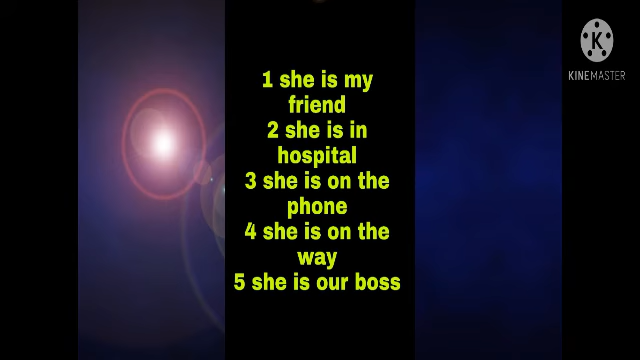 1 she is my
friend
2 she is in
hospital
3 she is on the
phone
4 she is on the
way
5 she is our boss
K
KINEMASTER